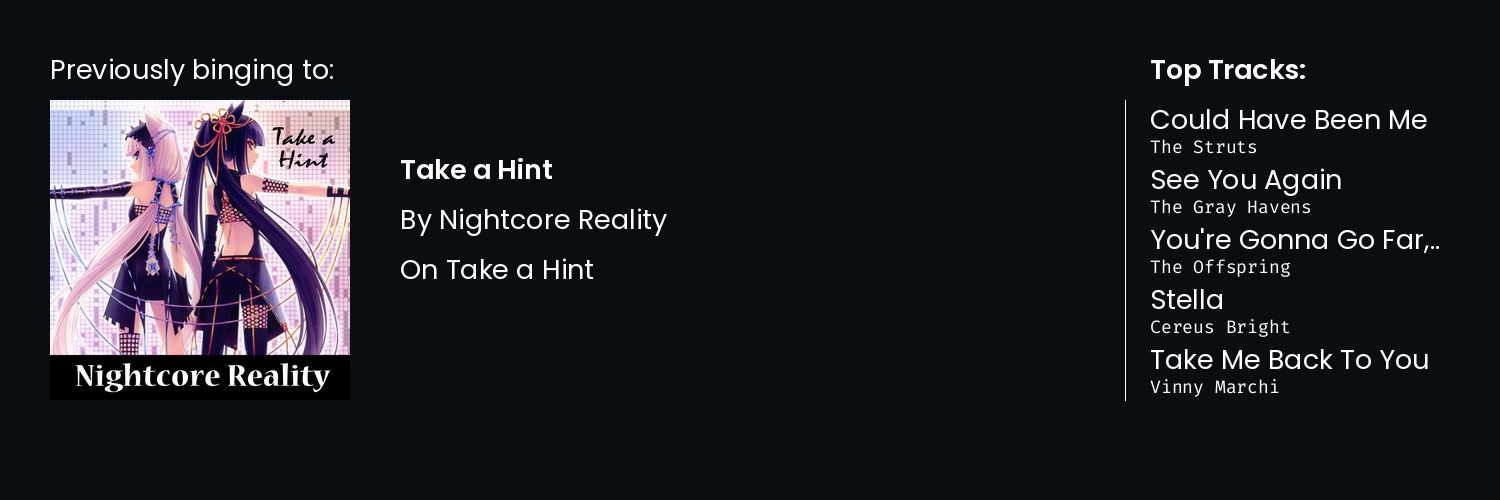 Previously binging to:
Take a
Hint
Nightcore Reality
Take a Hint
By Nightcore Reality
On Take a Hint
Top Tracks:
Could Have Been Me
The Struts
See You Again
The Gray Havens
You're Gonna Go Far,..
The Offspring
Stella
Cereus Bright
Take Me Back To You
Vinny Marchi